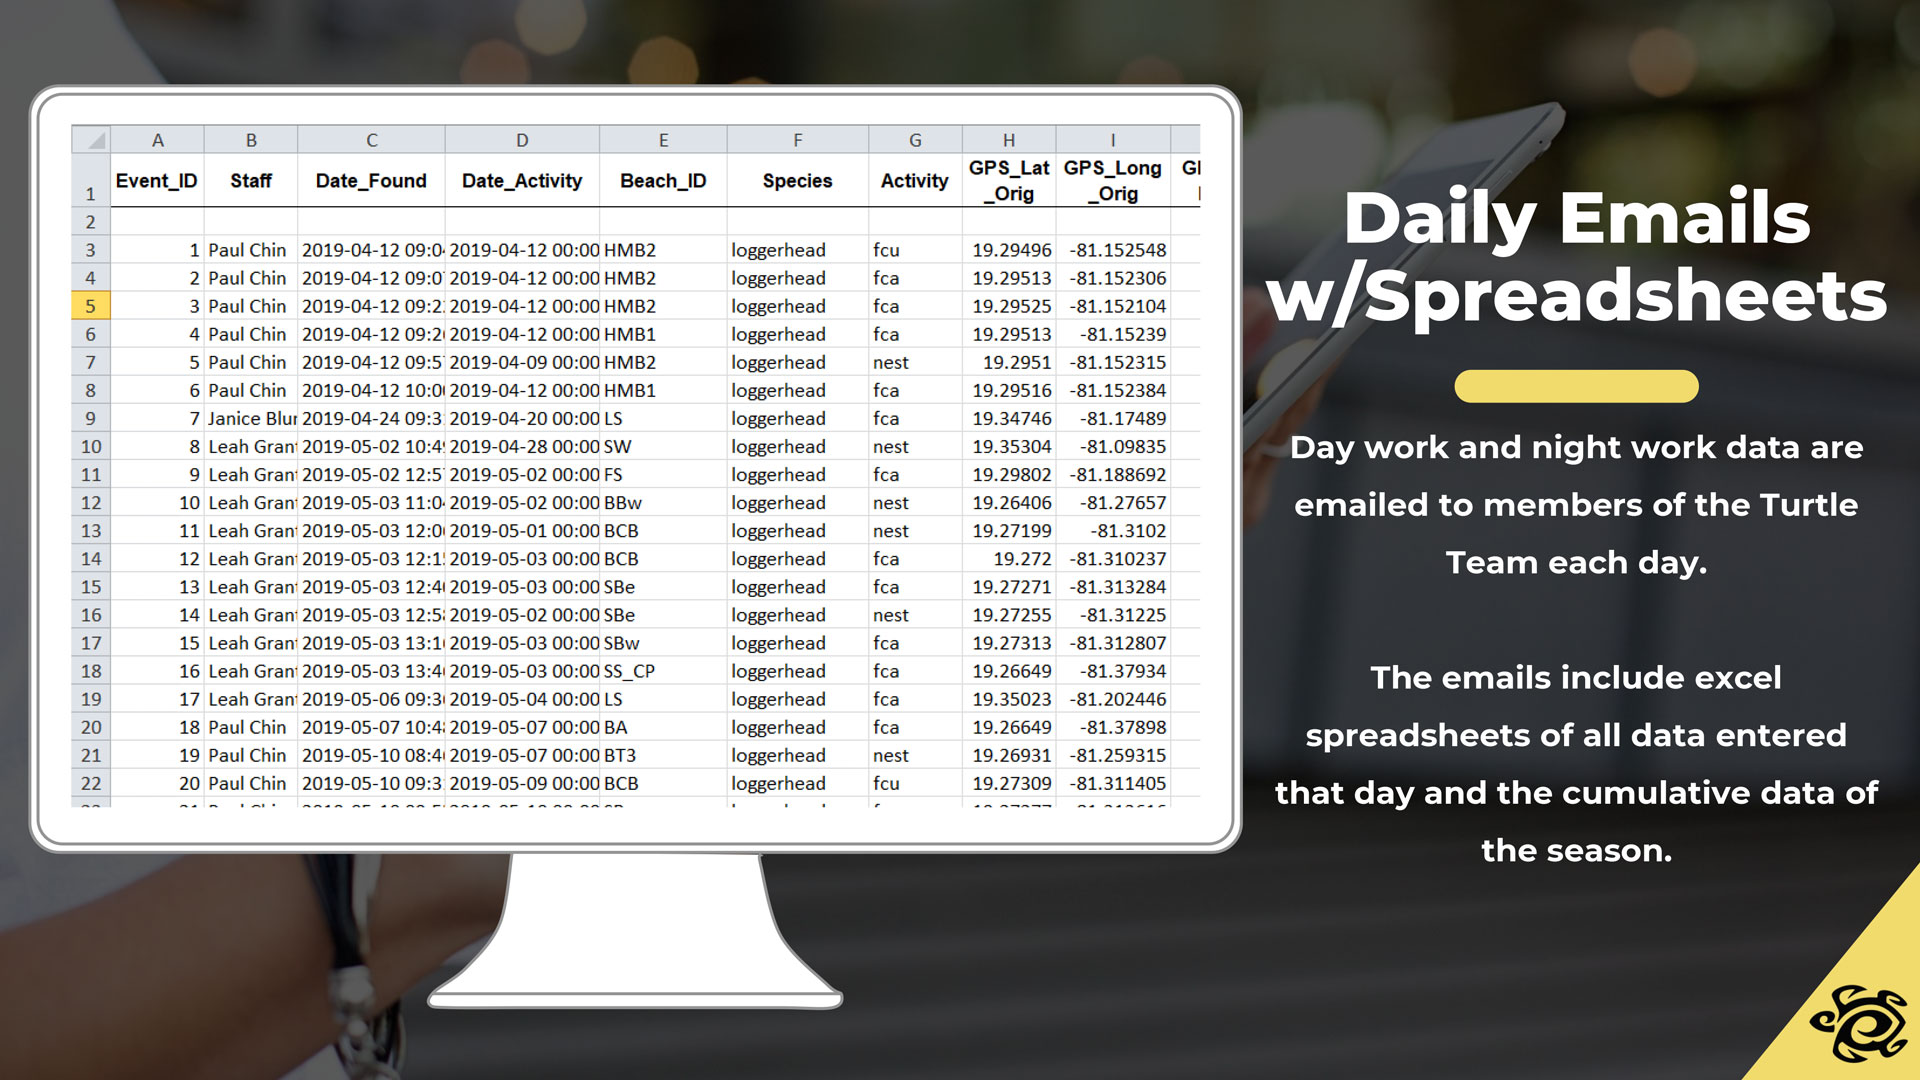 A B C D E F G H I
1 Event_ID Staff Date_Found Date_Activity Beach_ID Species Activity GPS_Lat_Orig GPS_Long_Orig
2
3 1 Paul Chin 2019-04-12 09:0 2019-04-12 00:00 HMB2 loggerhead fcu 19.29496 -81.152548
4 2 Paul Chin 2019-04-12 09:0 2019-04-12 00:00 HMB2 loggerhead fca 19.29513 -81.152306
5 3 Paul Chin 2019-04-12 09:2 2019-04-12 00:00 HMB2 loggerhead fca 19.29525 -81.152104
6 4 Paul Chin 2019-04-12 09:2 2019-04-12 00:00 HMB1 loggerhead fca 19.29513 -81.15239
7 5 Paul Chin 2019-04-12 09:5 2019-04-09 00:00 HMB2 loggerhead nest 19.2951 -81.152315
8 6 Paul Chin 2019-04-12 10:0 2019-04-12 00:00 HMB1 loggerhead fca 19.29516 -81.152384
9 7 Janice Blu 2019-04-24 09:3 2019-04-20 00:00 LS loggerhead fca 19.34746 -81.17489
10 8 Leah Gran 2019-05-02 10:4 2019-04-28 00:00 SW loggerhead nest 19.35304 -81.09835
11 9 Leah Gran 2019-05-02 12:5 2019-05-02 00:00 FS loggerhead fca 19.29802 -81.188692
12 10 Leah Gran 2019-05-03 11:0 2019-05-02 00:00 BBw loggerhead nest 19.26406 -81.27657
13 11 Leah Gran 2019-05-03 12:0 2019-05-01 00:00 BCB loggerhead nest 19.27199 -81.3102
14 12 Leah Gran 2019-05-03 12:1 2019-05-03 00:00 BCB loggerhead fca 19.272 -81.310237
15 13 Leah Gran 2019-05-03 12:4 2019-05-03 00:00 SBe loggerhead fca 19.27271 -81.313284
16 14 Leah Gran 2019-05-03 12:5 2019-05-02 00:00 SBe loggerhead nest 19.27255 -81.31225
17 15 Leah Gran 2019-05-03 13:1 2019-05-03 00:00 SBw loggerhead fca 19.27313 -81.312807
18 16 Leah Gran 2019-05-03 13:4 2019-05-03 00:00 SS_CP loggerhead fca 19.26649 -81.37934
19 17 Leah Gran 2019-05-06 09:3 2019-05-04 00:00 LS loggerhead fca 19.35023 -81.202446
20 18 Paul Chin 2019-05-07 10:4 2019-05-07 00:00 BA loggerhead fca 19.26649 -81.37898
21 19 Paul Chin 2019-05-10 08:4 2019-05-07 00:00 BT3 loggerhead nest 19.26931 -81.259315
22 20 Paul Chin 2019-05-10 09:3 2019-05-09 00:00 BCB loggerhead fcu 19.27309 -81.311405
Daily Emails
w/Spreadsheets
Day work and night work data are
emailed to members of the Turtle
Team each day.
The emails include excel
spreadsheets of all data entered
that day and the cumulative data of
the season.